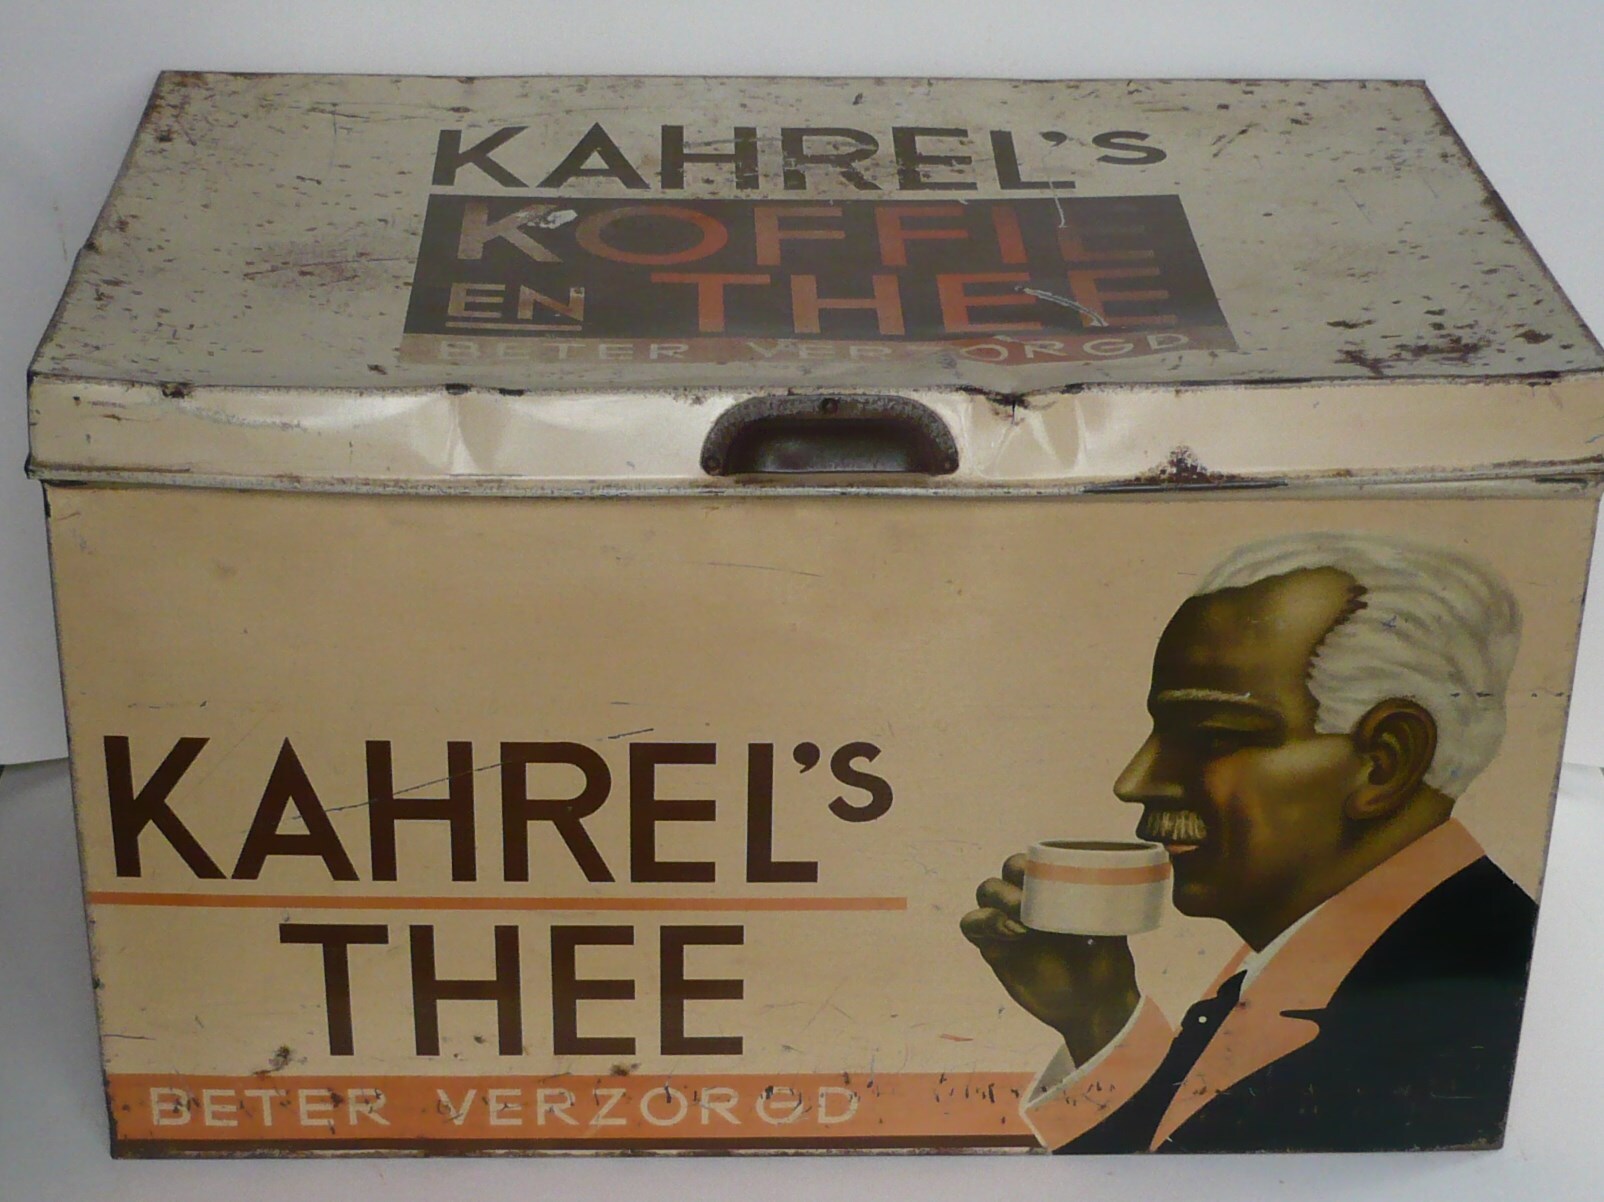 KAHREL'S
KOFFIE
EN THEE
BETER VERZORGD
KAHREL'S
THEE
BETER VERZORGD